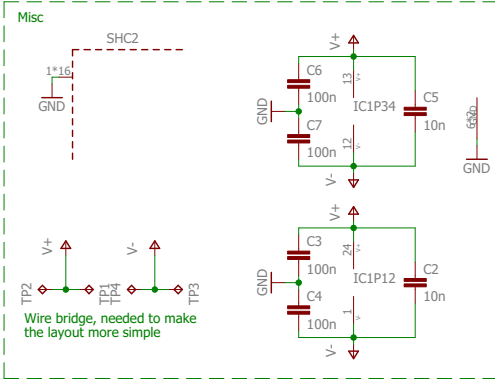 Misc
SHC2
1*16
GND
V+
C6
100n
13
V+
IC1P34
C5
10n
GND
C7
100n
12
V-
V-
GND
V+
V-
TP2
TP1
TP4
TP3
Wire bridge, needed to make
the layout more simple
V+
C3
100n
24
V+
IC1P12
C2
10n
GND
C4
100n
1
V-
V-